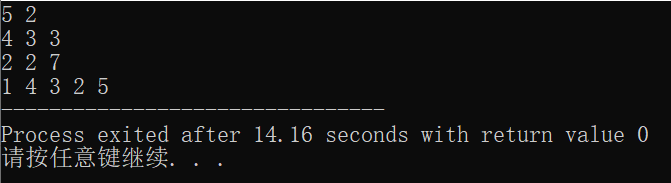 5 2
4 3 3
2 2 7
1 4 3 2 5
--------------------------------
Process exited after 14.16 seconds with return value 0
请按任意键继续. . .